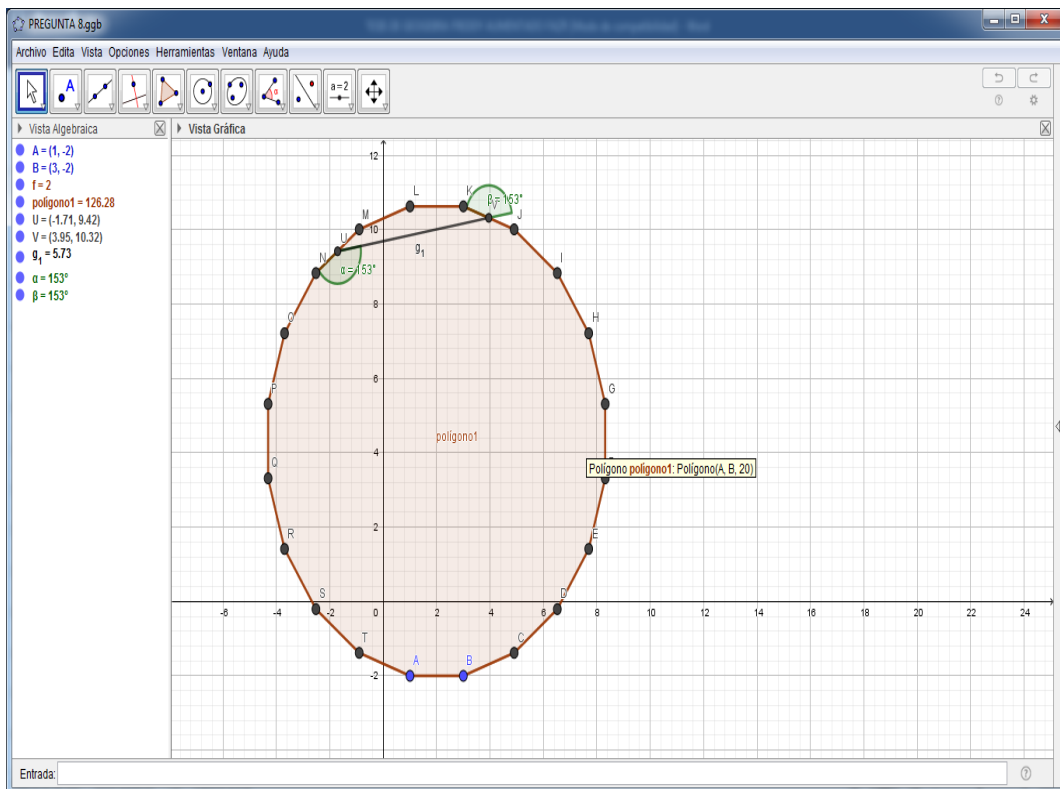 PREGUNTA 8.ggb
Archivo Edita Vista Opciones Herramientas Ventana Ayuda
A
α
a=2
Vista Algebraica
Vista Gráfica
A = (1, -2)
B = (3, -2)
f = 2
poligono1 = 126.28
U = (-1.71, 9.42)
V = (3.95, 10.32)
g1 = 5.73
α = 153°
β = 153°
12
L
K
β = 153°
V
J
M
10
U
g1
N
α = 153°
I
8
O
H
6
P
G
poligono1
4
Q
Polígono poligono1: Polígono(A, B, 20)
2
R
E
S
D
-6
-4
-2
0
2
4
6
8
10
12
14
16
18
20
22
24
T
C
A
B
-2
Entrada: